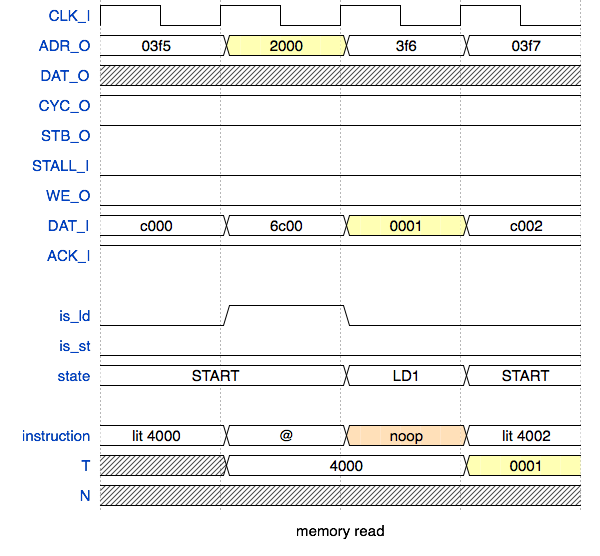 CLK_I
ADR_O 03f5 2000 3f6 03f7
DAT_O
CYC_O
STB_O
STALL_I
WE_O
DAT_I c000 6c00 0001 c002
ACK_I
is_ld
is_st
state START LD1 START
instruction lit 4000 @ noop lit 4002
T 4000 0001
N
memory read